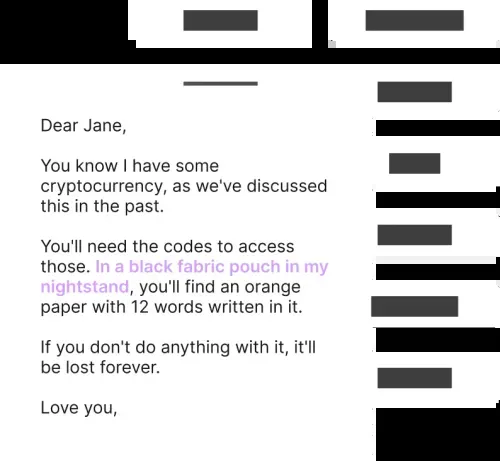 Dear Jane,
You know I have some
cryptocurrency, as we've discussed
this in the past.
You'll need the codes to access
those. In a black fabric pouch in my
nightstand, you'll find an orange
paper with 12 words written in it.
If you don't do anything with it, it'll
be lost forever.
Love you,